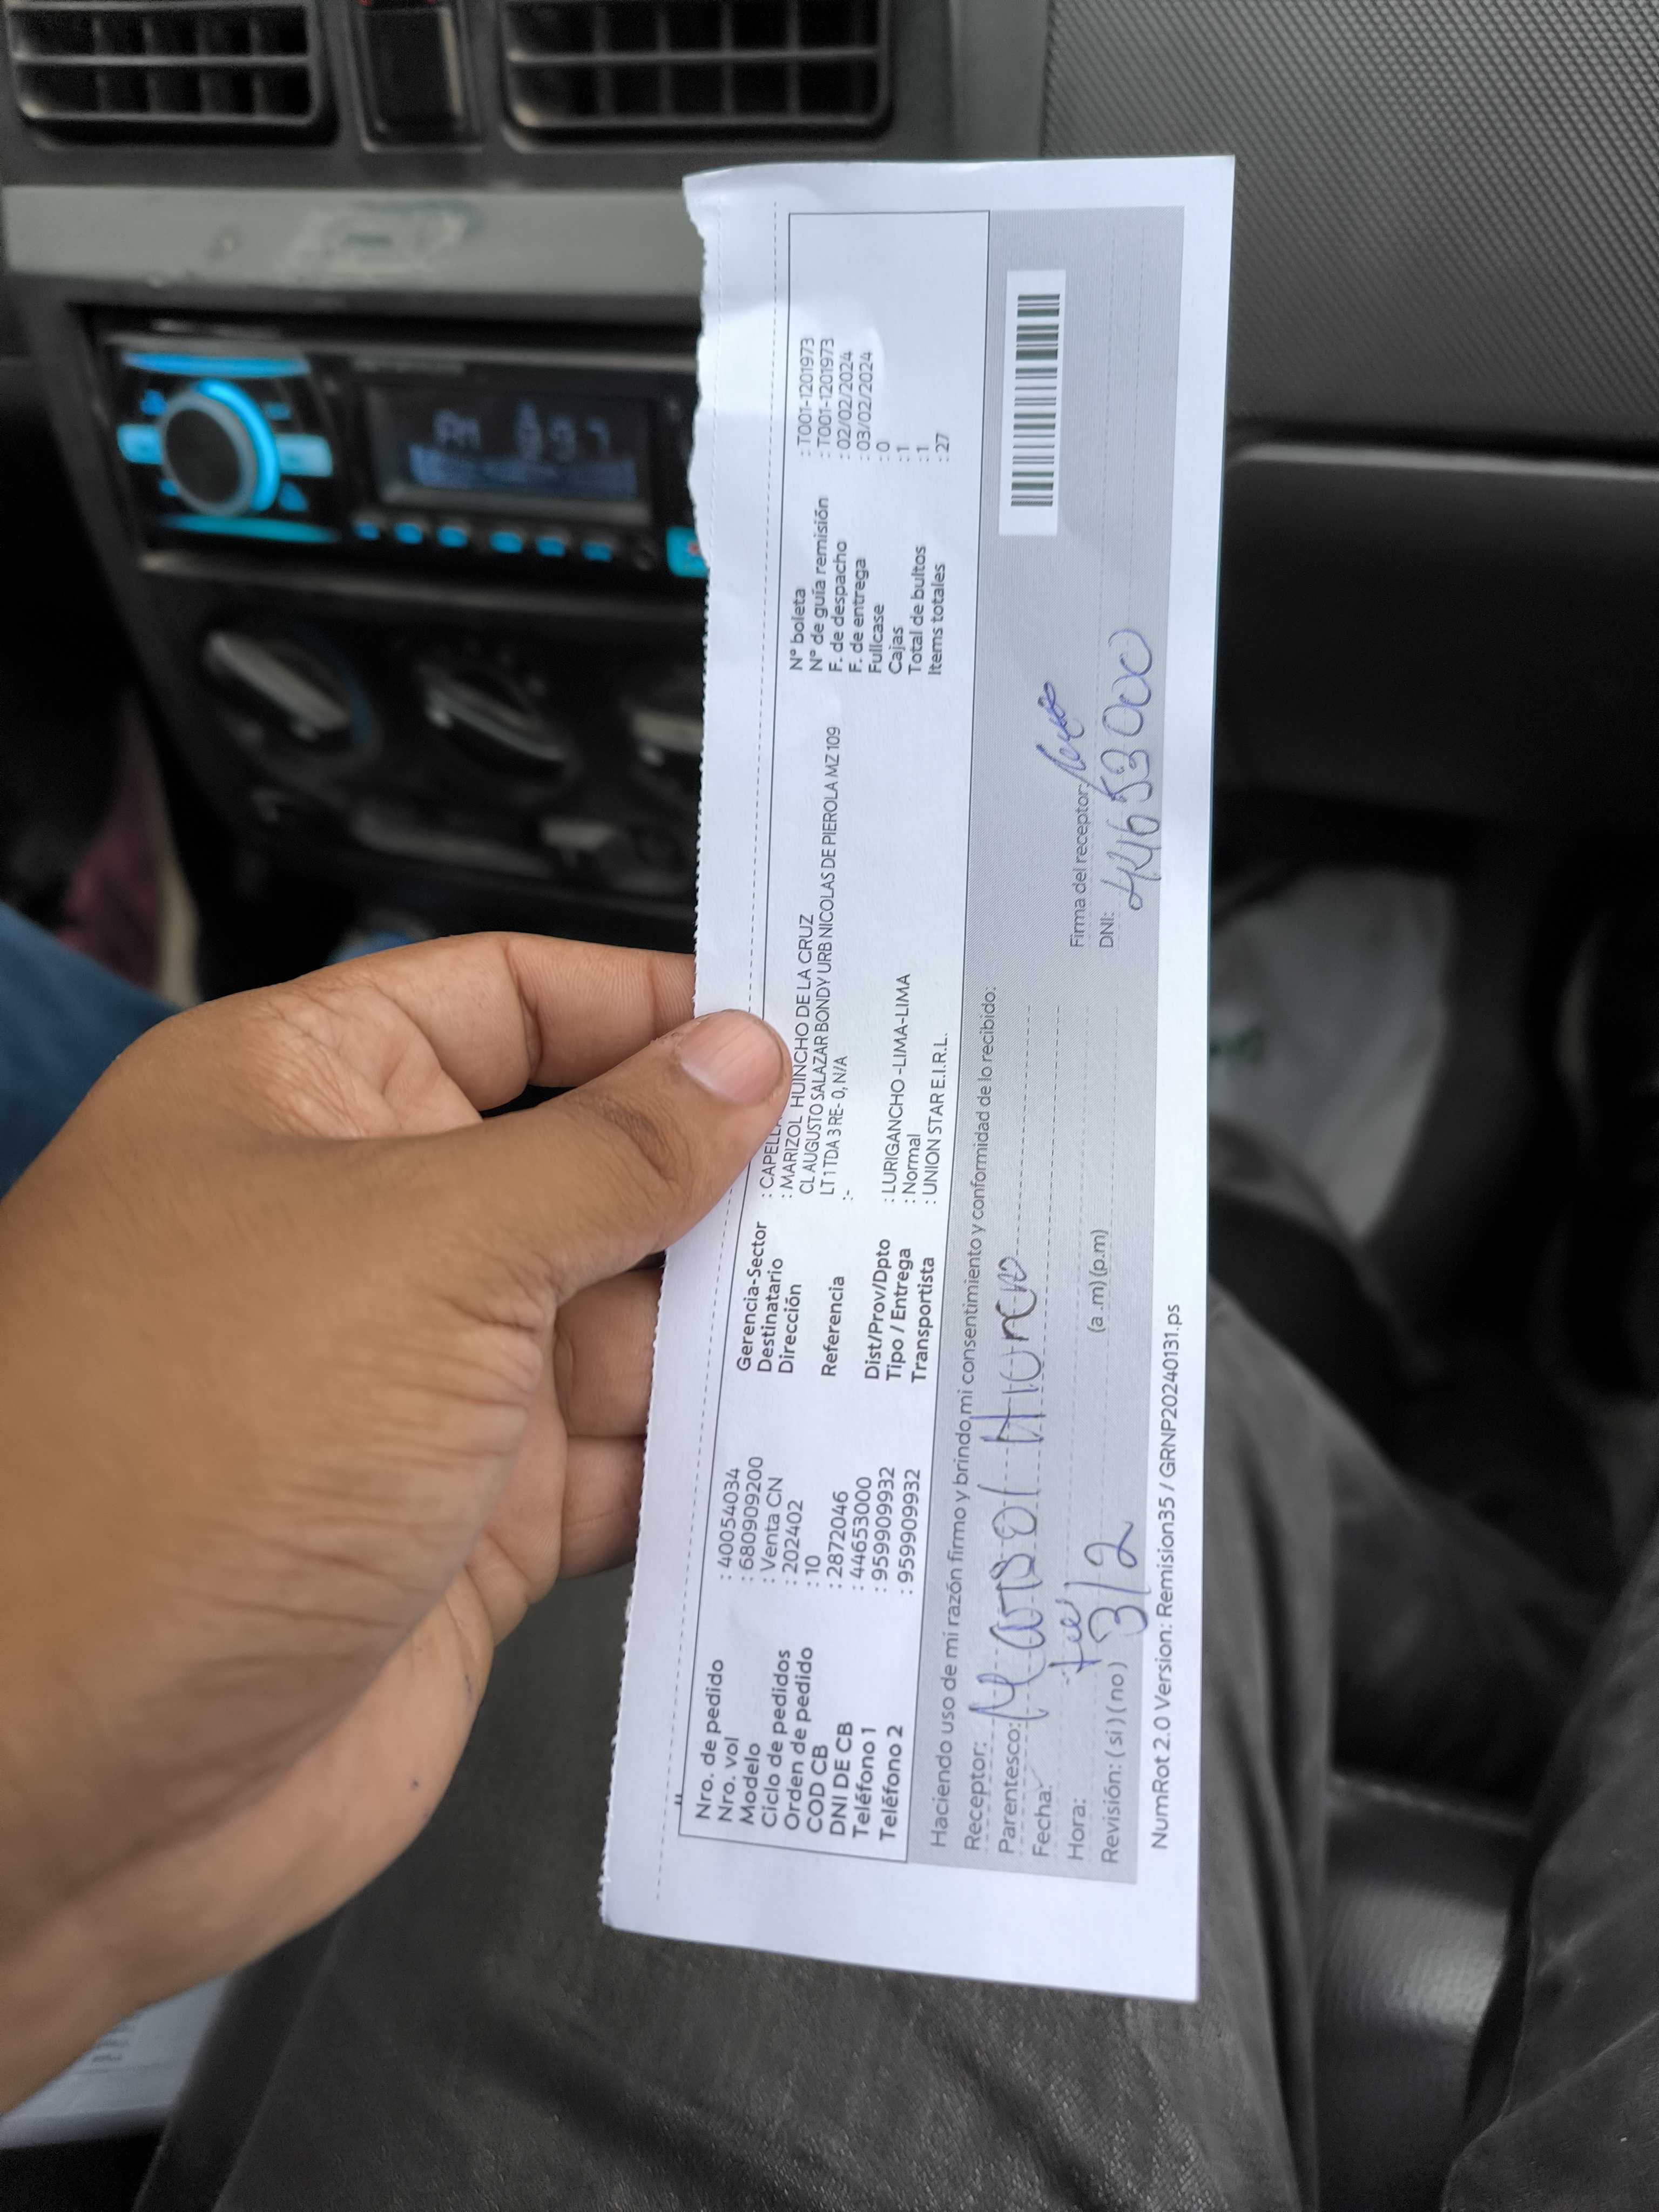 Nro. de pedido : 40054034
Nro. vol : 680909200
Modelo : Venta CN
Ciclo de pedidos : 202402
Orden de pedido : 10
COD CB : 2872046
DNI DE CB : 44653000
Teléfono 1 : 959909932
Teléfono 2 : 959909932
Gerencia-Sector : CAPELL
Destinatario : MARIZOL HUINCHO DE LA CRUZ
Dirección CL AUGUSTO SALAZAR BONDY URB NICOLAS DE PIEROLA MZ 109
LT 1 TDA 3 RE- 0, N/A
Referencia :-
Dist/Prov/Dpto : LURIGANCHO -LIMA-LIMA
Tipo / Entrega : Normal
Transportista : UNION STAR E.I.R.L.
N° boleta : T001-1201973
N° de guía remisión : T001-1201973
F. de despacho : 02/02/2024
F. de entrega : 03/02/2024
Fullcase : 0
Cajas : 1
Total de bultos : 1
Items totales : 27
Haciendo uso de mi razón firmo y brindo mi consentimiento y conformidad de lo recibido:
Receptor:
Parentesco:
Fecha:
Hora: (a .m) (p.m)
Revisión: ( si ) ( no ) 3/2
Firma del receptor:
DNI: 44653000
NumRot 2.0 Version: Remision35 / GRNP20240131.ps